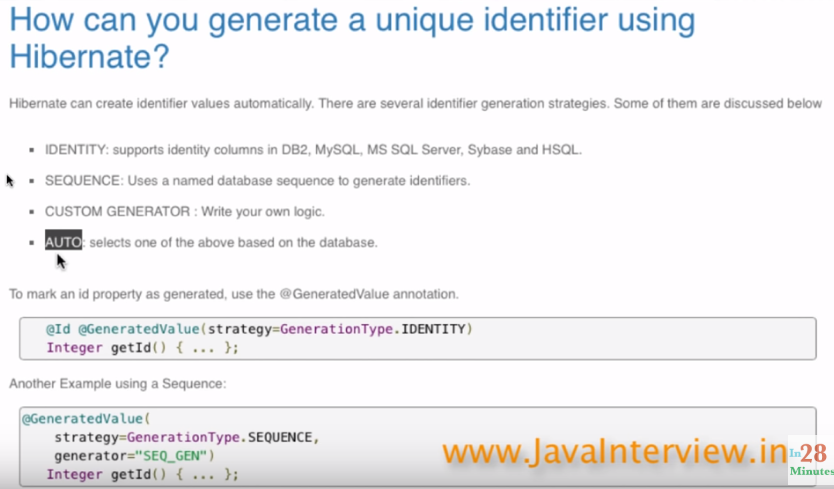 How can you generate a unique identifier using
Hibernate?
Hibernate can create identifier values automatically. There are several identifier generation strategies. Some of them are discussed below
▪ IDENTITY: supports identity columns in DB2, MySQL, MS SQL Server, Sybase and HSQL.
▪ SEQUENCE: Uses a named database sequence to generate identifiers.
▪ CUSTOM GENERATOR : Write your own logic.
▪ AUTO: selects one of the above based on the database.
To mark an id property as generated, use the @GeneratedValue annotation.
@Id @GeneratedValue(strategy=GenerationType.IDENTITY)
Integer getId() { ... };
Another Example using a Sequence:
@GeneratedValue(
strategy=GenerationType.SEQUENCE,
generator="SEQ_GEN")
Integer getId() { ... };
www.JavaInterview.in
In28
Minutes